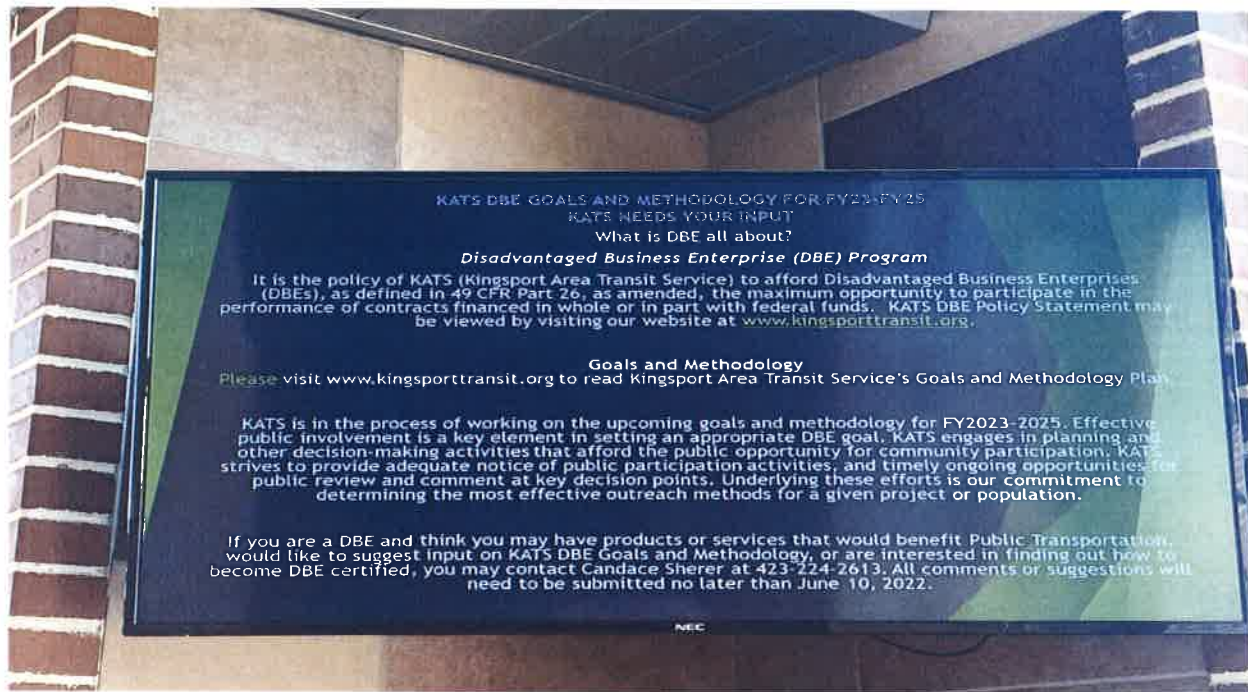 KATS DBE GOALS AND METHODOLOGY FOR FY23-FY25
KATS NEEDS YOUR INPUT
What is DBE all about?
Disadvantaged Business Enterprise (DBE) Program
It is the policy of KATS (Kingsport Area Transit Service) to afford Disadvantaged Business Enterprises
(DBEs), as defined in 49 CFR Part 26, as amended, the maximum opportunity to participate in the
performance of contracts financed in whole or in part with federal funds. KATS DBE Policy Statement may
be viewed by visiting our website at www.kingsporttransit.org.
Goals and Methodology
Please visit www.kingsporttransit.org to read Kingsport Area Transit Service's Goals and Methodology Plan.
KATS is in the process of working on the upcoming goals and methodology for FY2023-2025. Effective
public involvement is a key element in setting an appropriate DBE goal. KATS engages in planning and
other decision-making activities that afford the public opportunity for community participation. KATS
strives to provide adequate notice of public participation activities, and timely ongoing opportunities for
public review and comment at key decision points. Underlying these efforts is our commitment to
determining the most effective outreach methods for a given project or population.
If you are a DBE and think you may have products or services that would benefit Public Transportation,
would like to suggest input on KATS DBE Goals and Methodology, or are interested in finding out how to
become DBE certified, you may contact Candace Sherer at 423-224-2613. All comments or suggestions will
need to be submitted no later than June 10, 2022.
NEC